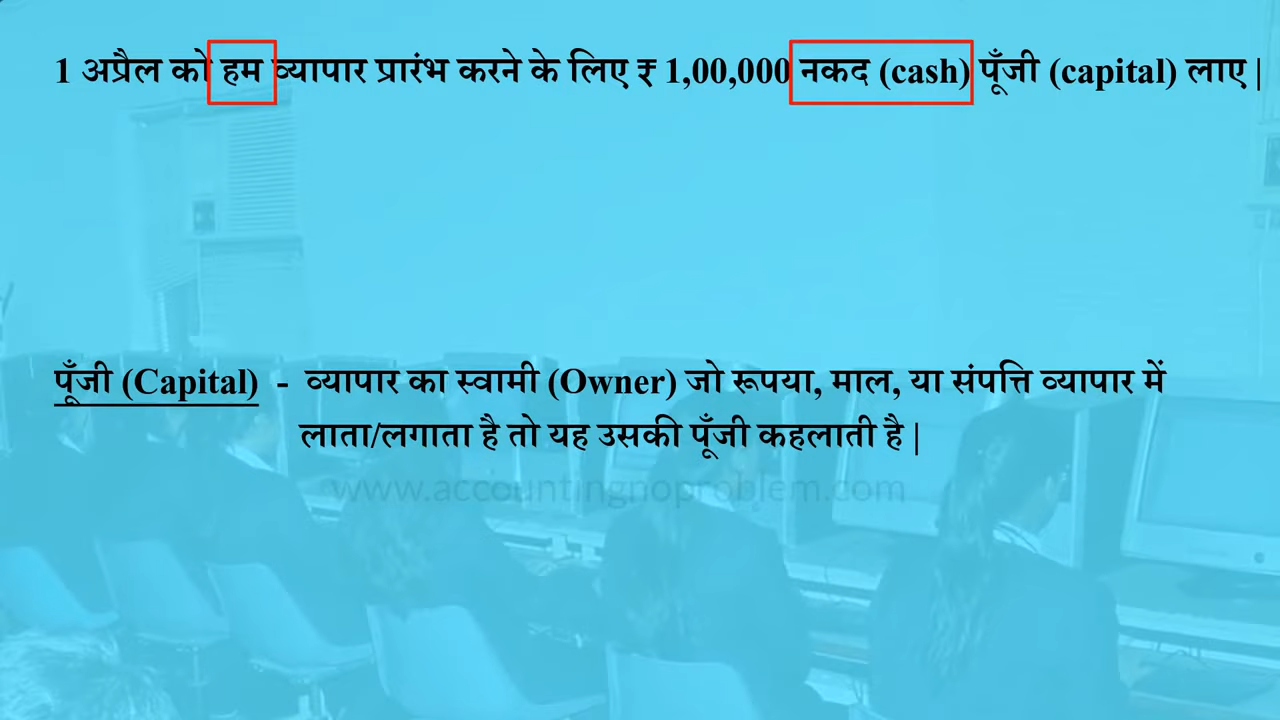 1 अप्रैल को हम व्यापार प्रारंभ करने के लिए ₹ 1,00,000 नकद (cash) पूँजी (capital) लाए |
पूँजी (Capital) - व्यापार का स्वामी (Owner) जो रूपया, माल, या संपत्ति व्यापार में
लाता/लगाता है तो यह उसकी पूँजी कहलाती है |
www.accountingnoproblem.com